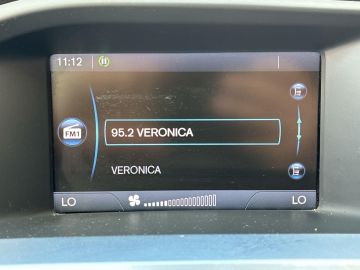 11:12
FM1
95.2 VERONICA
VERONICA
LO
LO